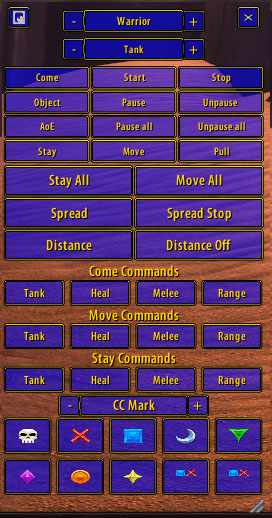 - Warrior +
- Tank +
Come Start Stop
Object Pause Unpause
AoE Pause all Unpause all
Stay Move Pull
Stay All Move All
Spread Spread Stop
Distance Distance Off
Come Commands
Tank Heal Melee Range
Move Commands
Tank Heal Melee Range
Stay Commands
Tank Heal Melee Range
- CC Mark +